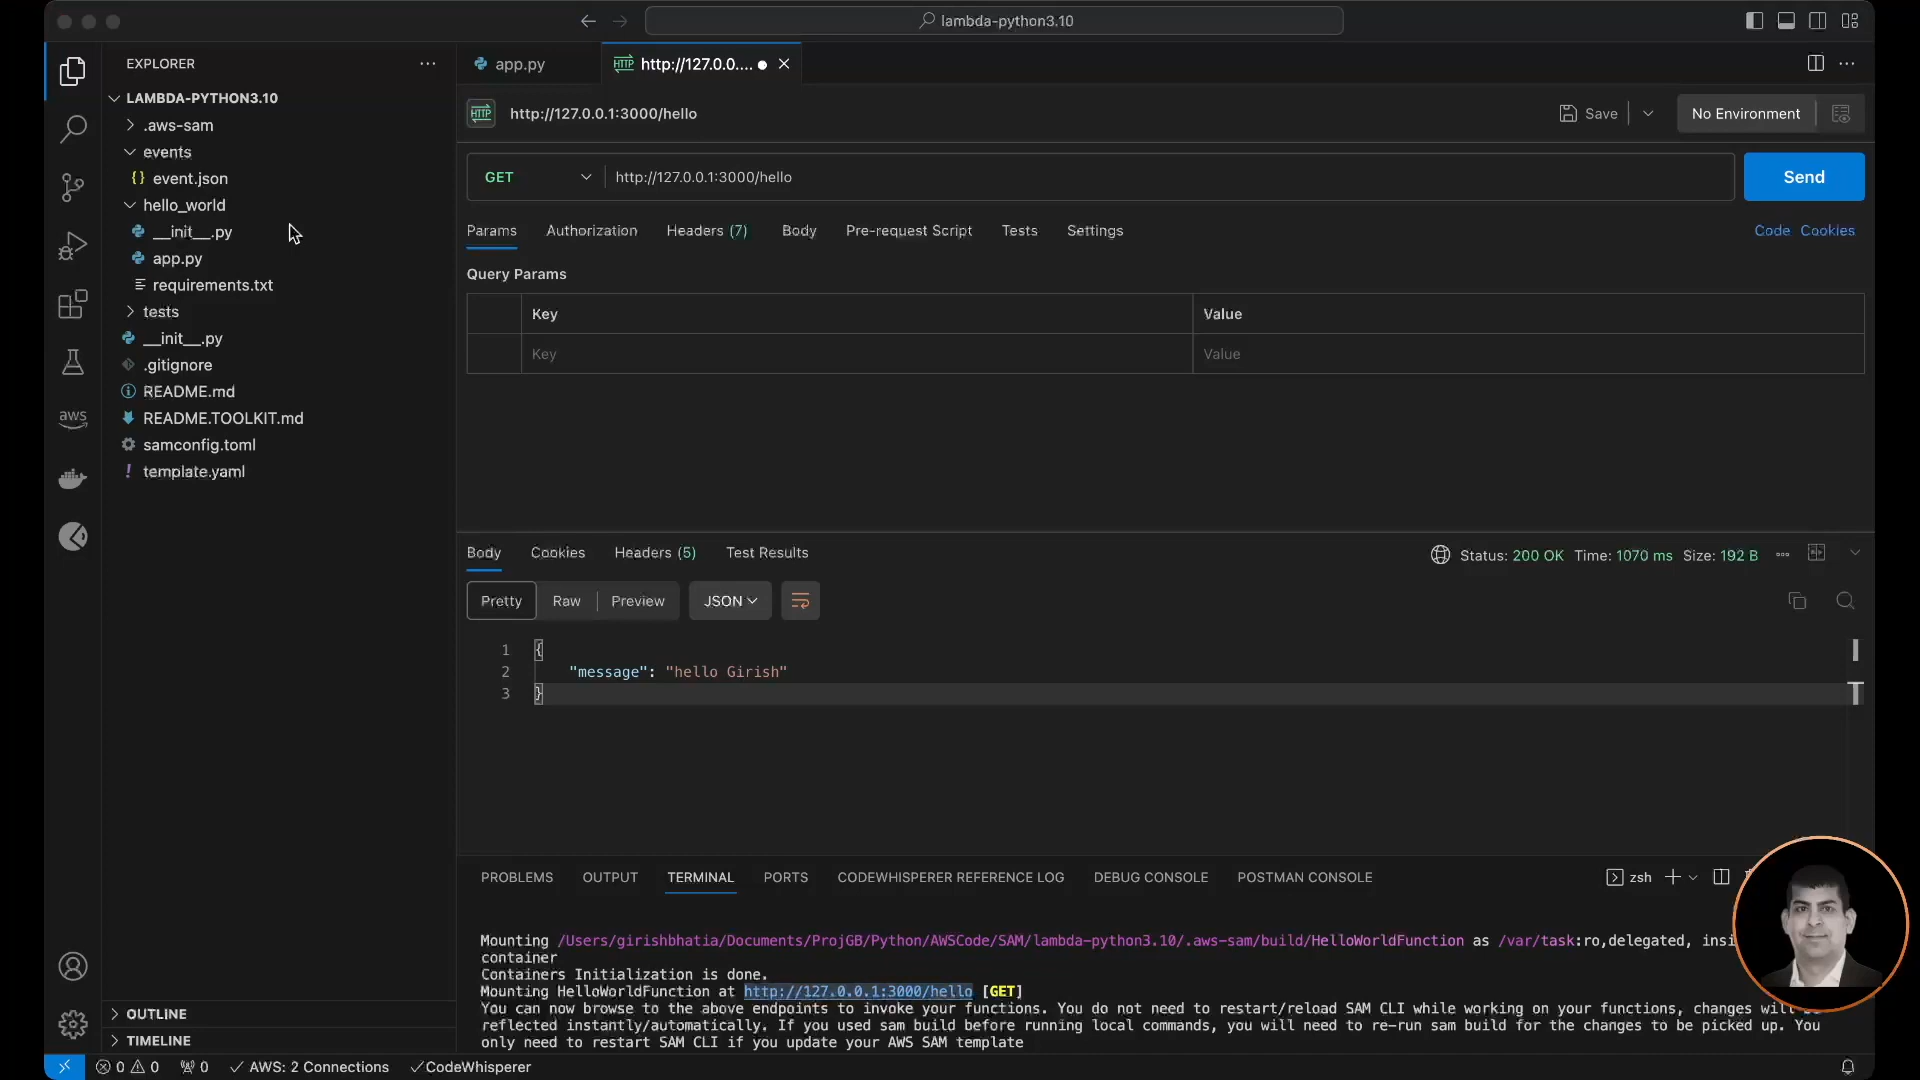 lambda-python3.10
EXPLORER
app.py
http://127.0....
LAMBDA-PYTHON3.10
.aws-sam
events
event.json
hello_world
__init__.py
app.py
requirements.txt
tests
__init__.py
.gitignore
README.md
README.TOOLKIT.md
samconfig.toml
template.yaml
aws
OUTLINE
TIMELINE
HTTP http://127.0.0.1:3000/hello
Save
No Environment
GET http://127.0.0.1:3000/hello
Send
Params Authorization Headers (7) Body Pre-request Script Tests Settings
Code Cookies
Query Params
Key Value
Key Value
Body Cookies Headers (5) Test Results
Status: 200 OK Time: 1070 ms Size: 192 B
Pretty Raw Preview JSON
1 {
2 "message": "hello Girish"
3 }
PROBLEMS OUTPUT TERMINAL PORTS CODEWHISPERER REFERENCE LOG DEBUG CONSOLE POSTMAN CONSOLE
zsh
Mounting /Users/girishbhatia/Documents/ProjGB/Python/AWSCode/SAM/lambda-python3.10/.aws-sam/build/HelloWorldFunction as /var/task:ro,delegated, insi
container
Containers Initialization is done.
Mounting HelloWorldFunction at http://127.0.0.1:3000/hello [GET]
You can now browse to the above endpoints to invoke your functions. You do not need to restart/reload SAM CLI while working on your functions, changes will
reflected instantly/automatically. If you used sam build before running local commands, you will need to re-run sam build for the changes to be picked up. You
only need to restart SAM CLI if you update your AWS SAM template
0 0 0 AWS: 2 Connections CodeWhisperer